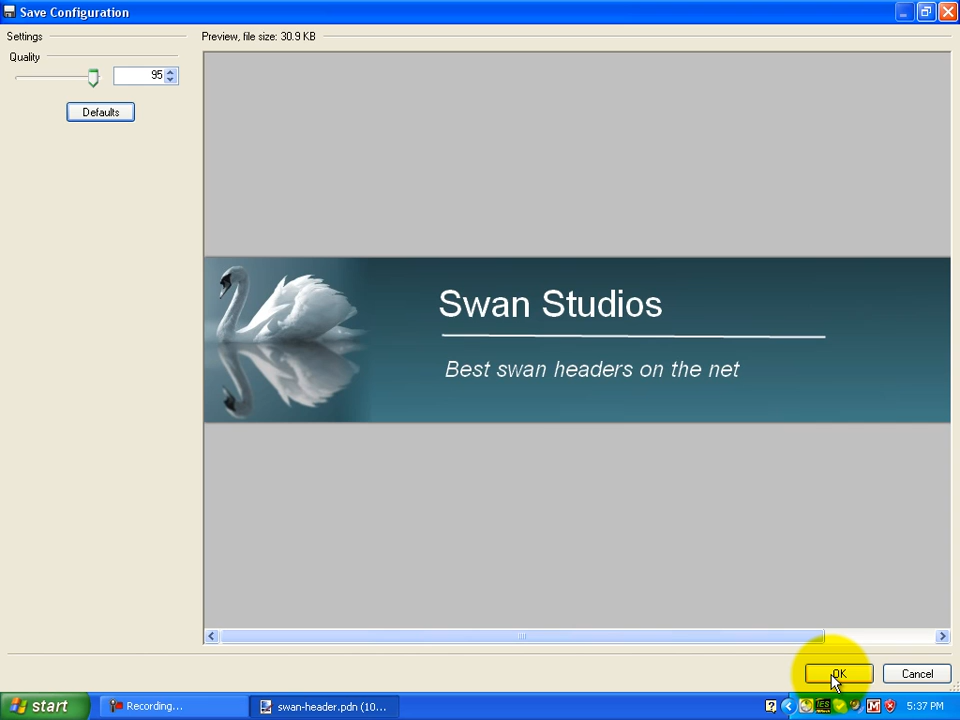 Save Configuration
Settings
Preview, file size: 30.9 KB
Quality
95
Defaults
Swan Studios
Best swan headers on the net
OK
Cancel
start
Recording...
swan-header.pdn (10...
5:37 PM